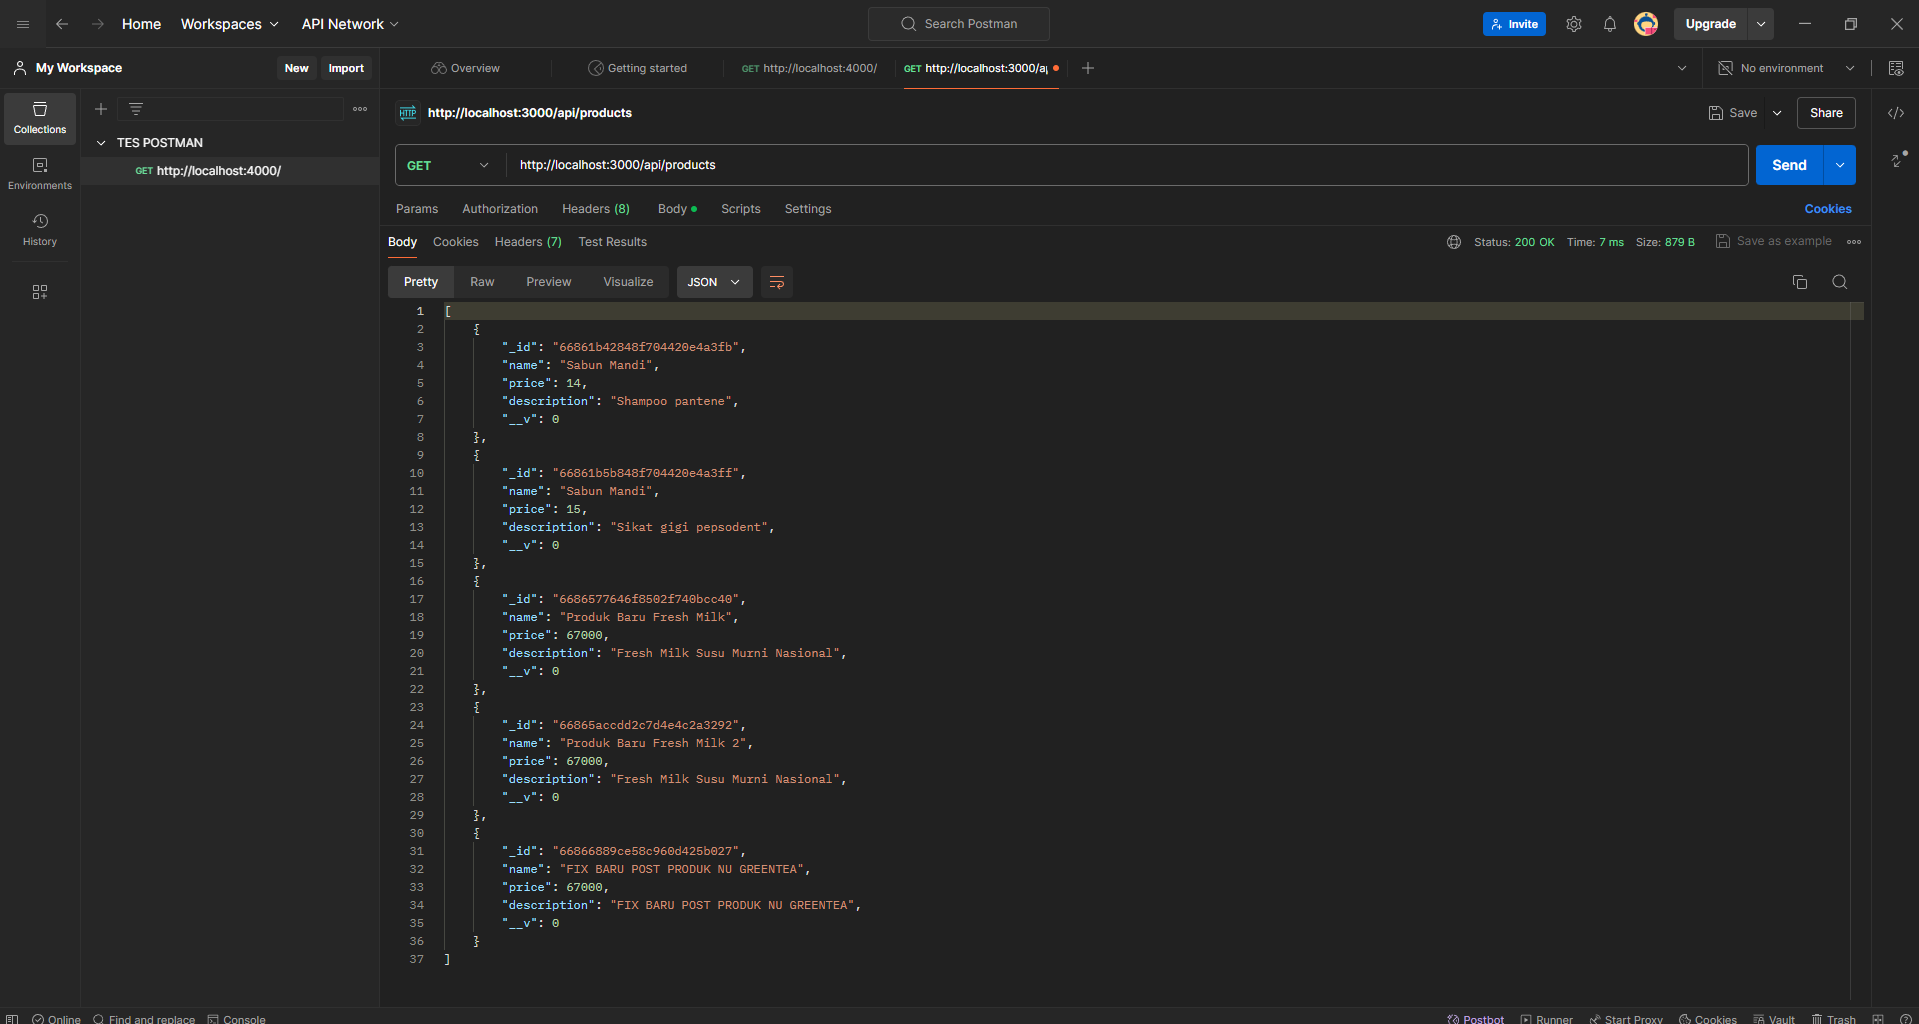 Home Workspaces API Network Search Postman Invite Upgrade
My Workspace New Import Overview Getting started GET http://localhost:4000/ GET http://localhost:3000/a No environment
Collections
Environments
History
TES POSTMAN
GET http://localhost:4000/
HTTP http://localhost:3000/api/products Save Share
GET http://localhost:3000/api/products Send
Params Authorization Headers (8) Body Scripts Settings Cookies
Body Cookies Headers (7) Test Results Status: 200 OK Time: 7 ms Size: 879 B Save as example
Pretty Raw Preview Visualize JSON
1 [
2 {
3 "_id": "66861b42848f704420e4a3fb",
4 "name": "Sabun Mandi",
5 "price": 14,
6 "description": "Shampoo pantene",
7 "__v": 0
8 },
9 {
10 "_id": "66861b5b848f704420e4a3ff",
11 "name": "Sabun Mandi",
12 "price": 15,
13 "description": "Sikat gigi pepsodent",
14 "__v": 0
15 },
16 {
17 "_id": "6686577646f8502f740bcc40",
18 "name": "Produk Baru Fresh Milk",
19 "price": 67000,
20 "description": "Fresh Milk Susu Murni Nasional",
21 "__v": 0
22 },
23 {
24 "_id": "66865accdd2c7d4e4c2a3292",
25 "name": "Produk Baru Fresh Milk 2",
26 "price": 67000,
27 "description": "Fresh Milk Susu Murni Nasional",
28 "__v": 0
29 },
30 {
31 "_id": "66866889ce58c960d425b027",
32 "name": "FIX BARU POST PRODUK NU GREENTEA",
33 "price": 67000,
34 "description": "FIX BARU POST PRODUK NU GREENTEA",
35 "__v": 0
36 }
37 ]
Online Find and replace Console Postbot Runner Start Proxy Cookies Vault Trash